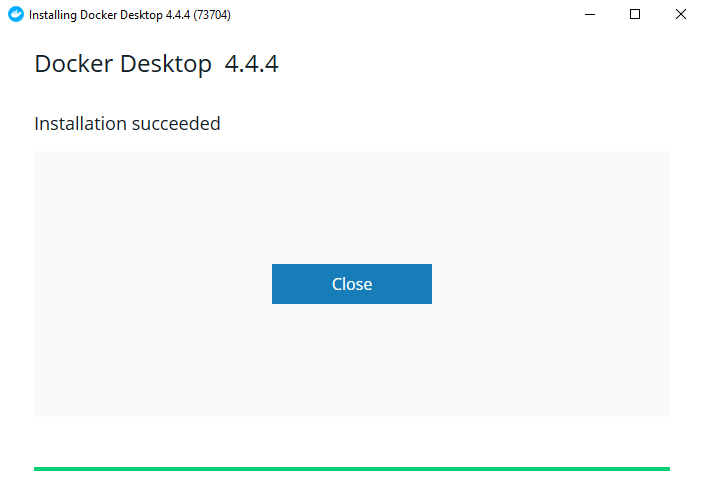 Installing Docker Desktop 4.4.4 (73704)
Docker Desktop 4.4.4
Installation succeeded
Close